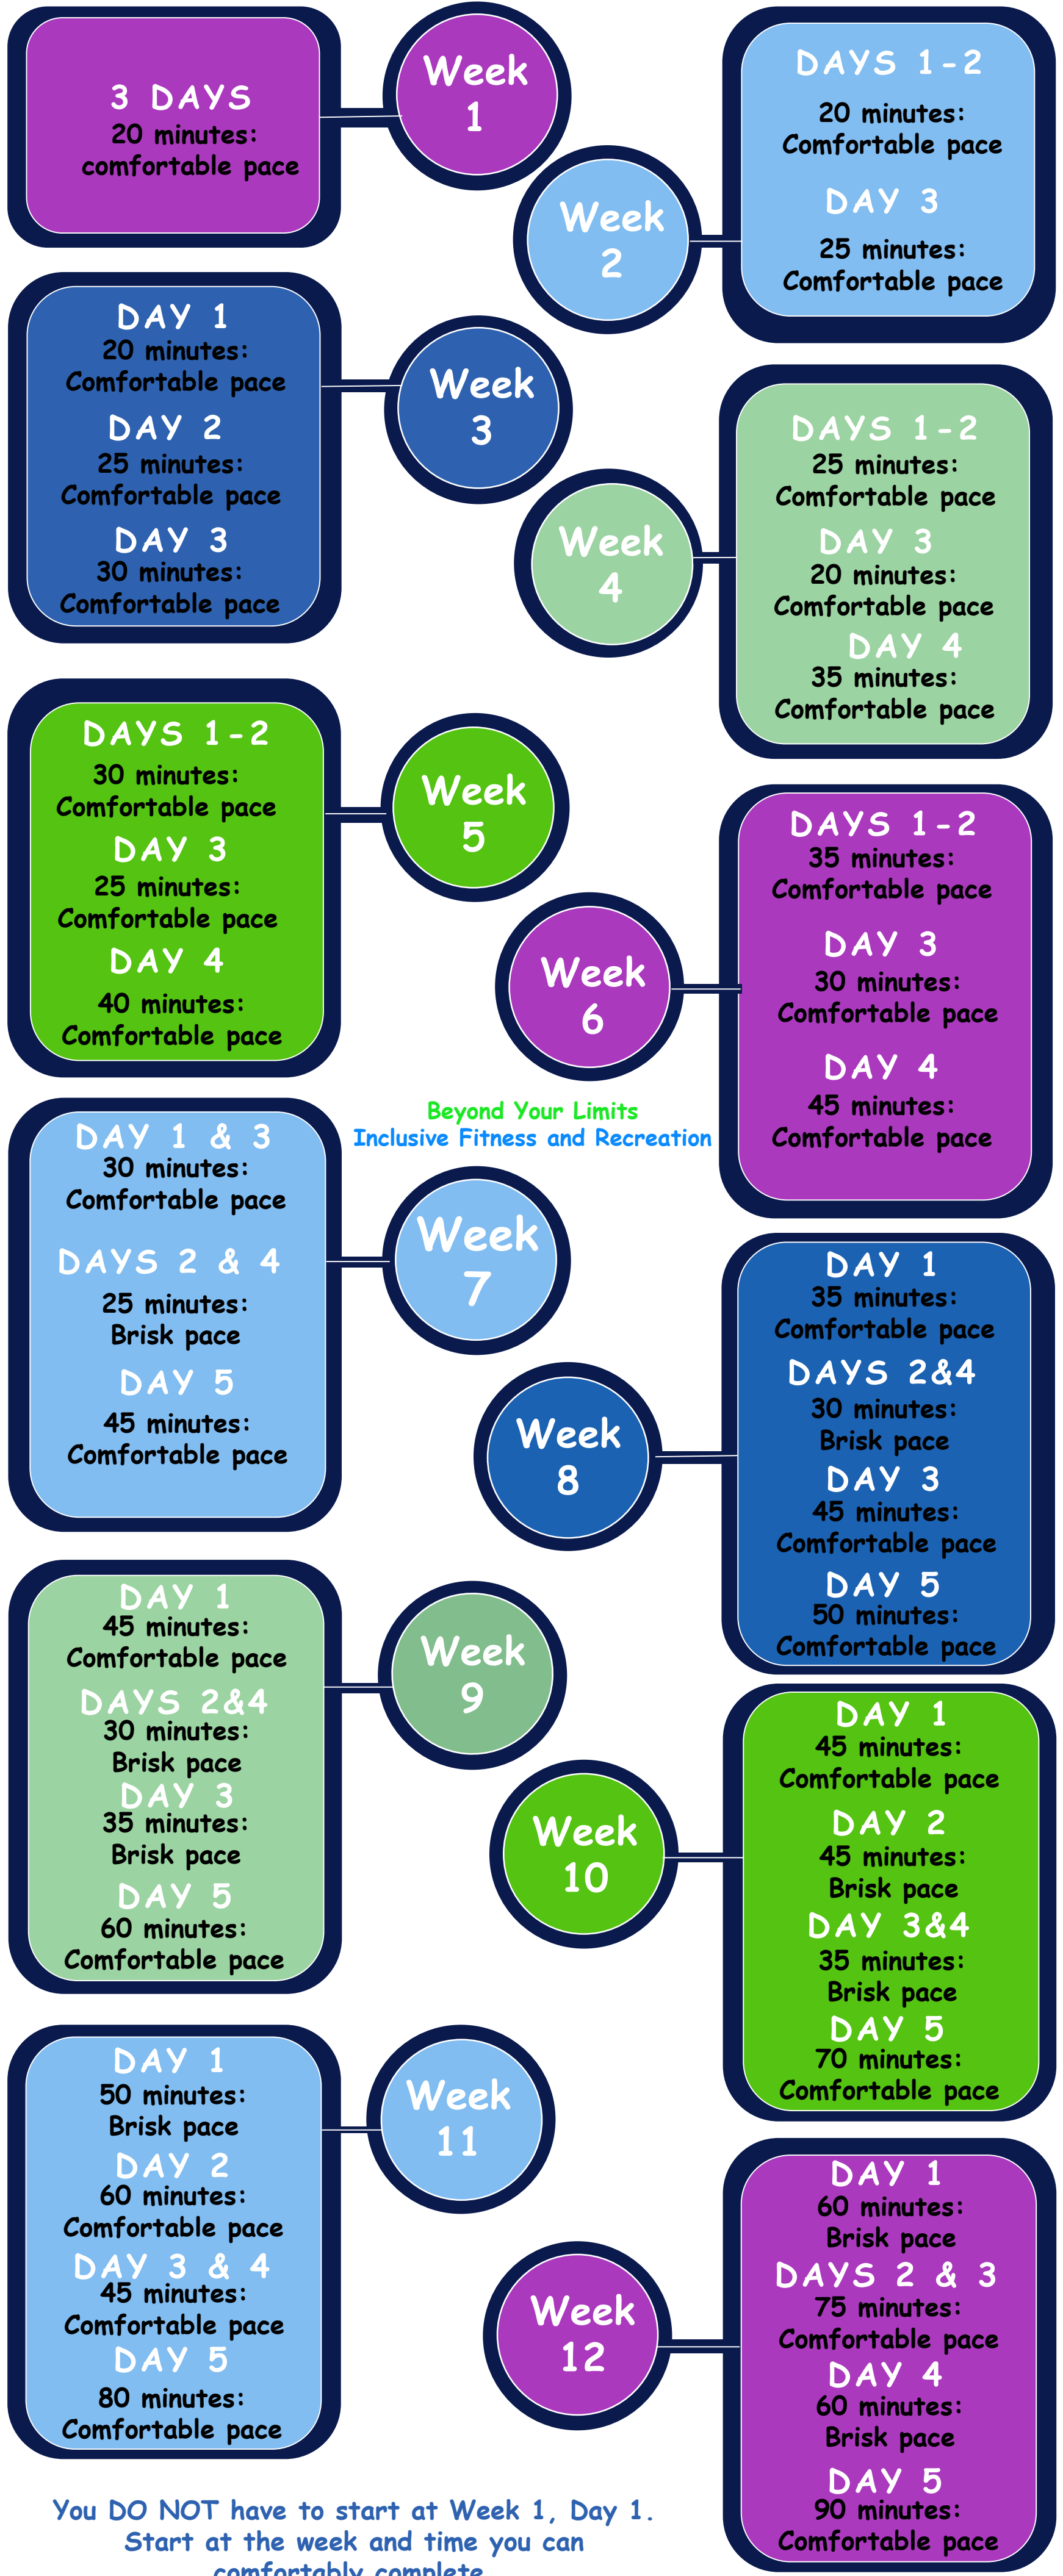 Week
1
3 DAYS
20 minutes:
comfortable pace
Week
2
DAYS 1-2
20 minutes:
Comfortable pace
DAY 3
25 minutes:
Comfortable pace
Week
3
DAY 1
20 minutes:
Comfortable pace
DAY 2
25 minutes:
Comfortable pace
DAY 3
30 minutes:
Comfortable pace
Week
4
DAYS 1-2
25 minutes:
Comfortable pace
DAY 3
20 minutes:
Comfortable pace
DAY 4
35 minutes:
Comfortable pace
Week
5
DAYS 1-2
30 minutes:
Comfortable pace
DAY 3
25 minutes:
Comfortable pace
DAY 4
40 minutes:
Comfortable pace
Week
6
DAYS 1-2
35 minutes:
Comfortable pace
DAY 3
30 minutes:
Comfortable pace
DAY 4
45 minutes:
Comfortable pace
Beyond Your Limits
Inclusive Fitness and Recreation
Week
7
DAY 1 & 3
30 minutes:
Comfortable pace
DAYS 2 & 4
25 minutes:
Brisk pace
DAY 5
45 minutes:
Comfortable pace
Week
8
DAY 1
35 minutes:
Comfortable pace
DAYS 2&4
30 minutes:
Brisk pace
DAY 3
45 minutes:
Comfortable pace
DAY 5
50 minutes:
Comfortable pace
Week
9
DAY 1
45 minutes:
Comfortable pace
DAYS 2&4
30 minutes:
Brisk pace
DAY 3
35 minutes:
Brisk pace
DAY 5
60 minutes:
Comfortable pace
Week
10
DAY 1
45 minutes:
Comfortable pace
DAY 2
45 minutes:
Brisk pace
DAY 3&4
35 minutes:
Brisk pace
DAY 5
70 minutes:
Comfortable pace
Week
11
DAY 1
50 minutes:
Brisk pace
DAY 2
60 minutes:
Comfortable pace
DAY 3 & 4
45 minutes:
Comfortable pace
DAY 5
80 minutes:
Comfortable pace
Week
12
DAY 1
60 minutes:
Brisk pace
DAYS 2 & 3
75 minutes:
Comfortable pace
DAY 4
60 minutes:
Brisk pace
DAY 5
90 minutes:
Comfortable pace
You DO NOT have to start at Week 1, Day 1.
Start at the week and time you can
comfortably complete